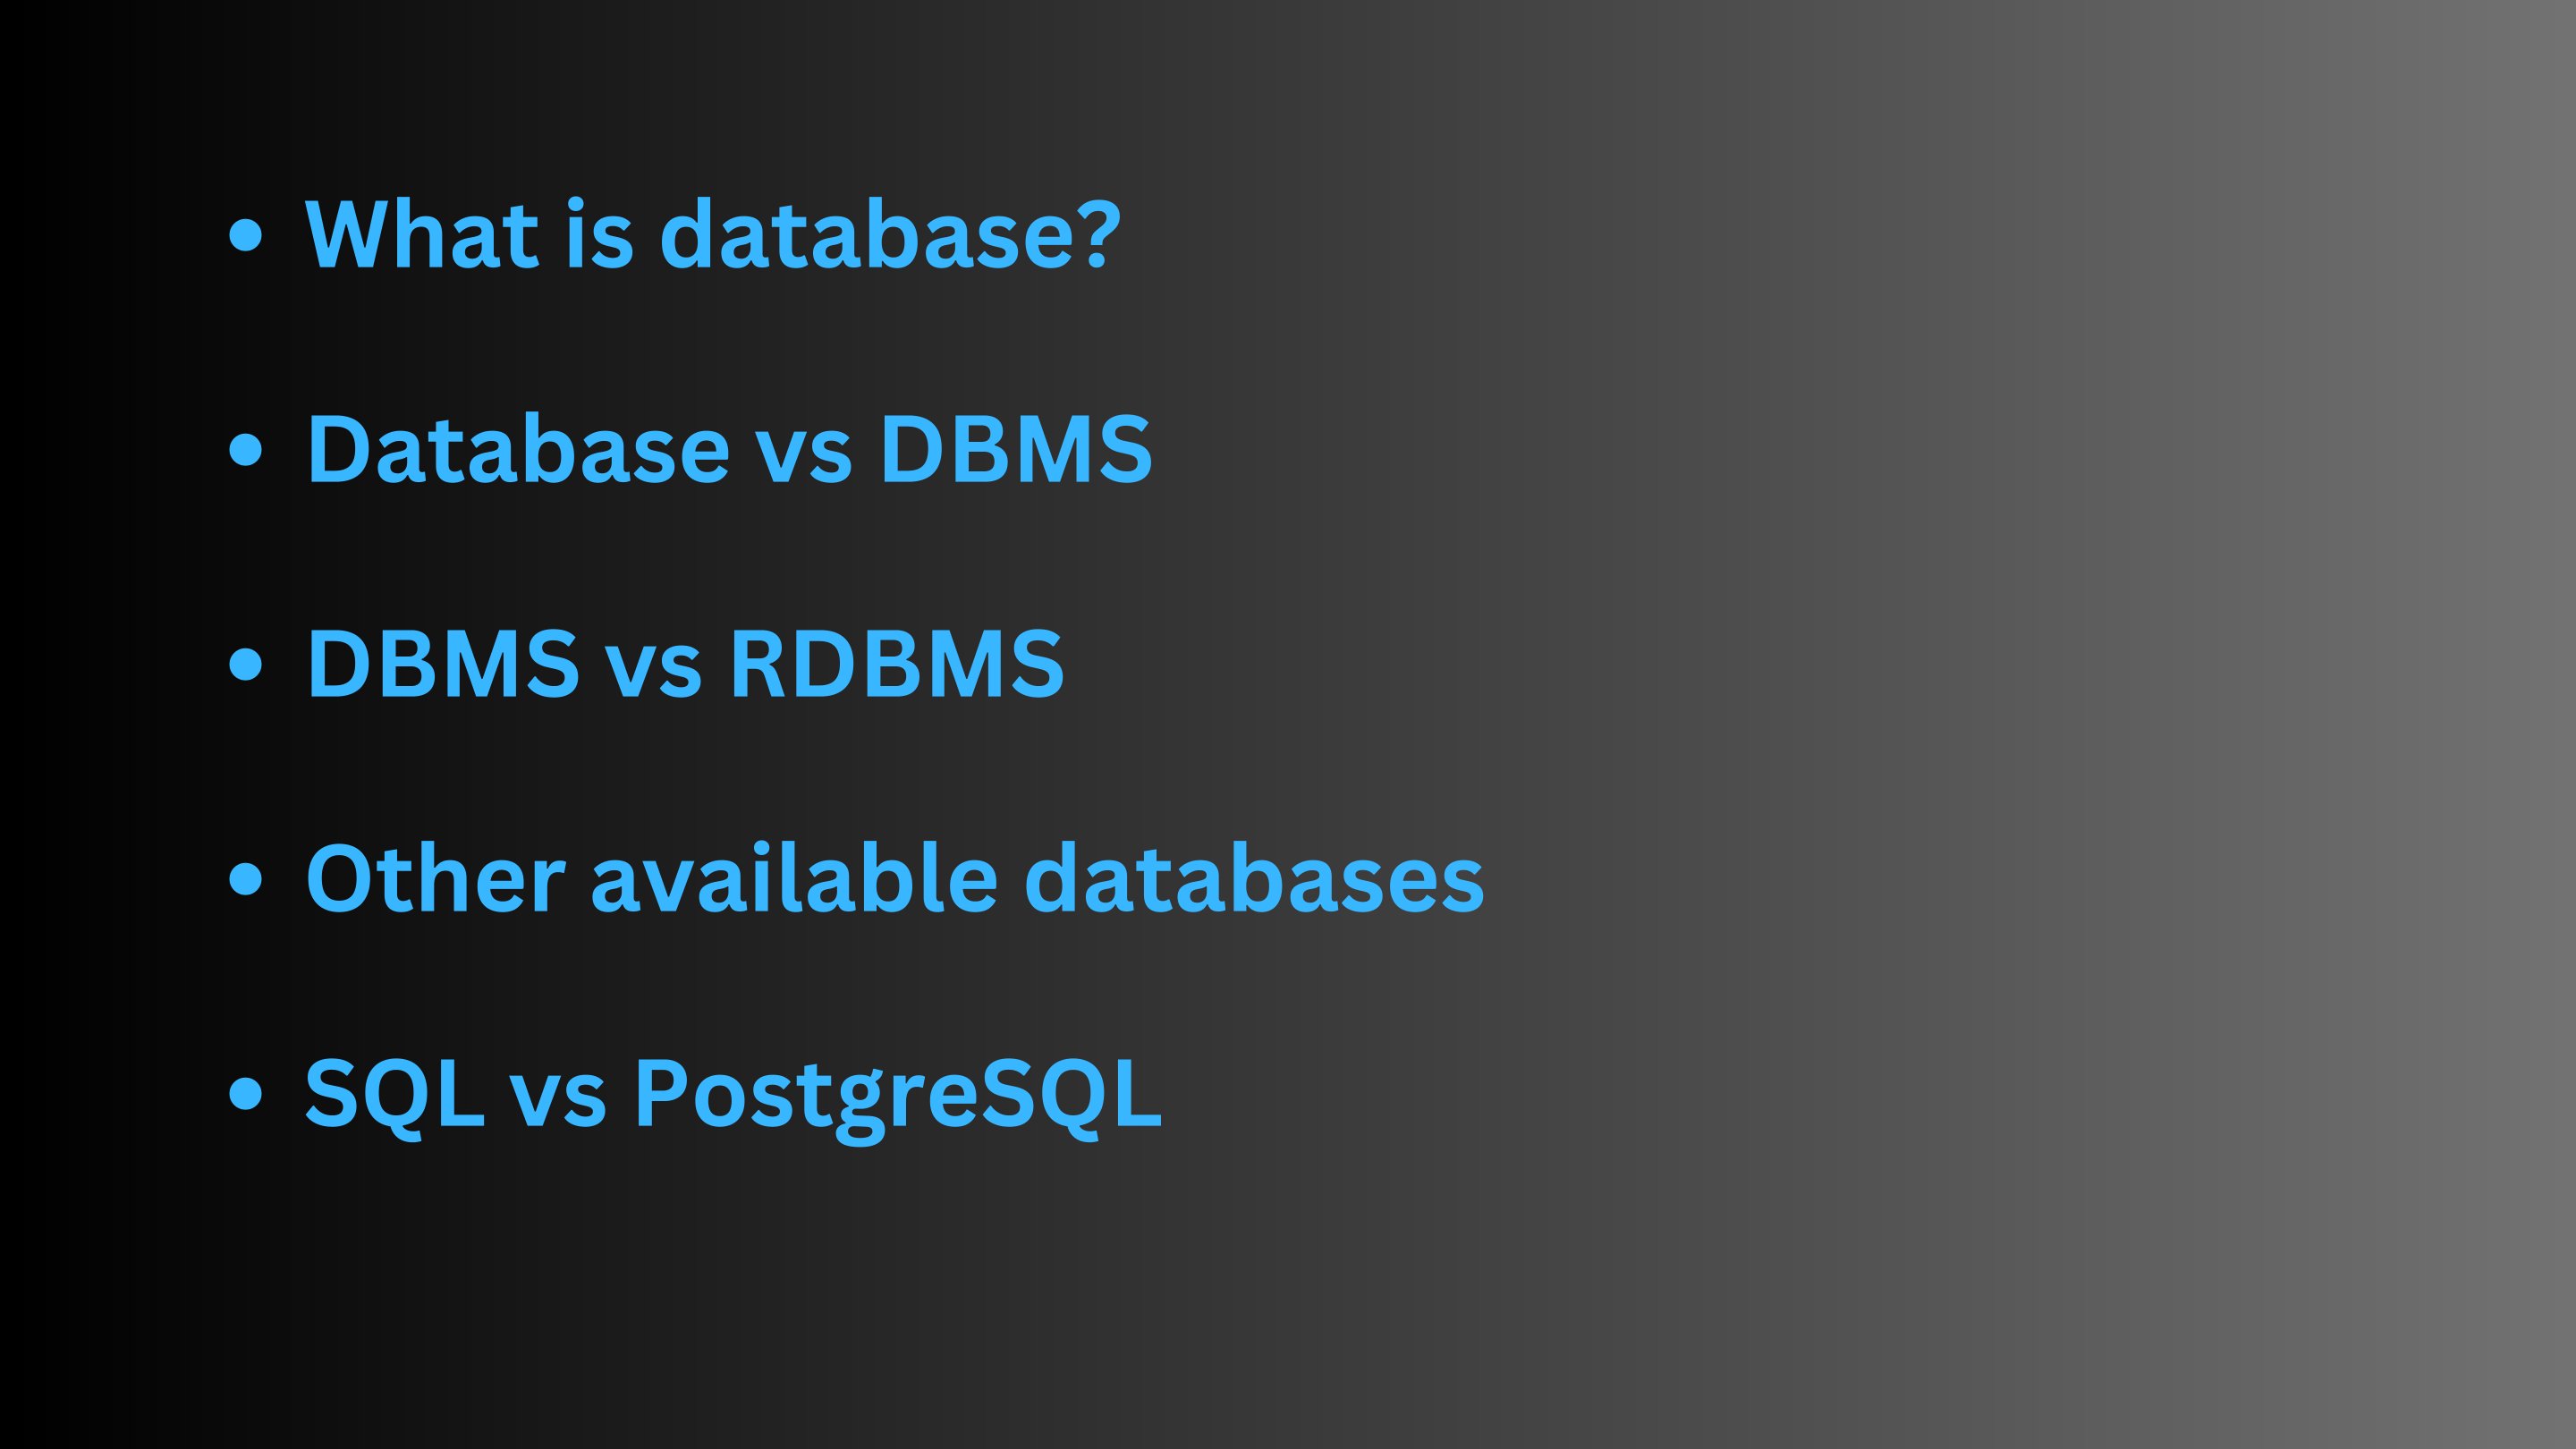 • What is database?
• Database vs DBMS
• DBMS vs RDBMS
• Other available databases
• SQL vs PostgreSQL